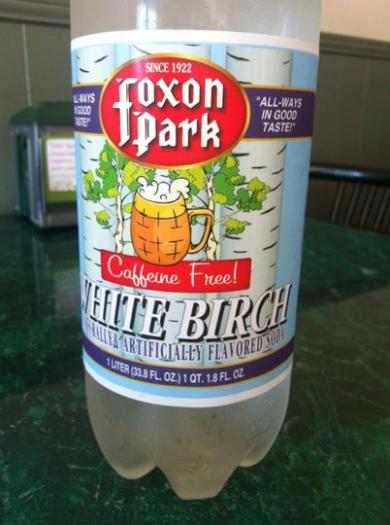 SINCE 1922
foxon
Park
"ALL-WAYS
IN GOOD
TASTE!"
GOOD
Caffeine Free!
WHITE BIRCH
ARTIFICIALLY FLAVORED SODA
1 LITER (33.8 FL. OZ.) 1 QT. 1.8 FL. OZ.